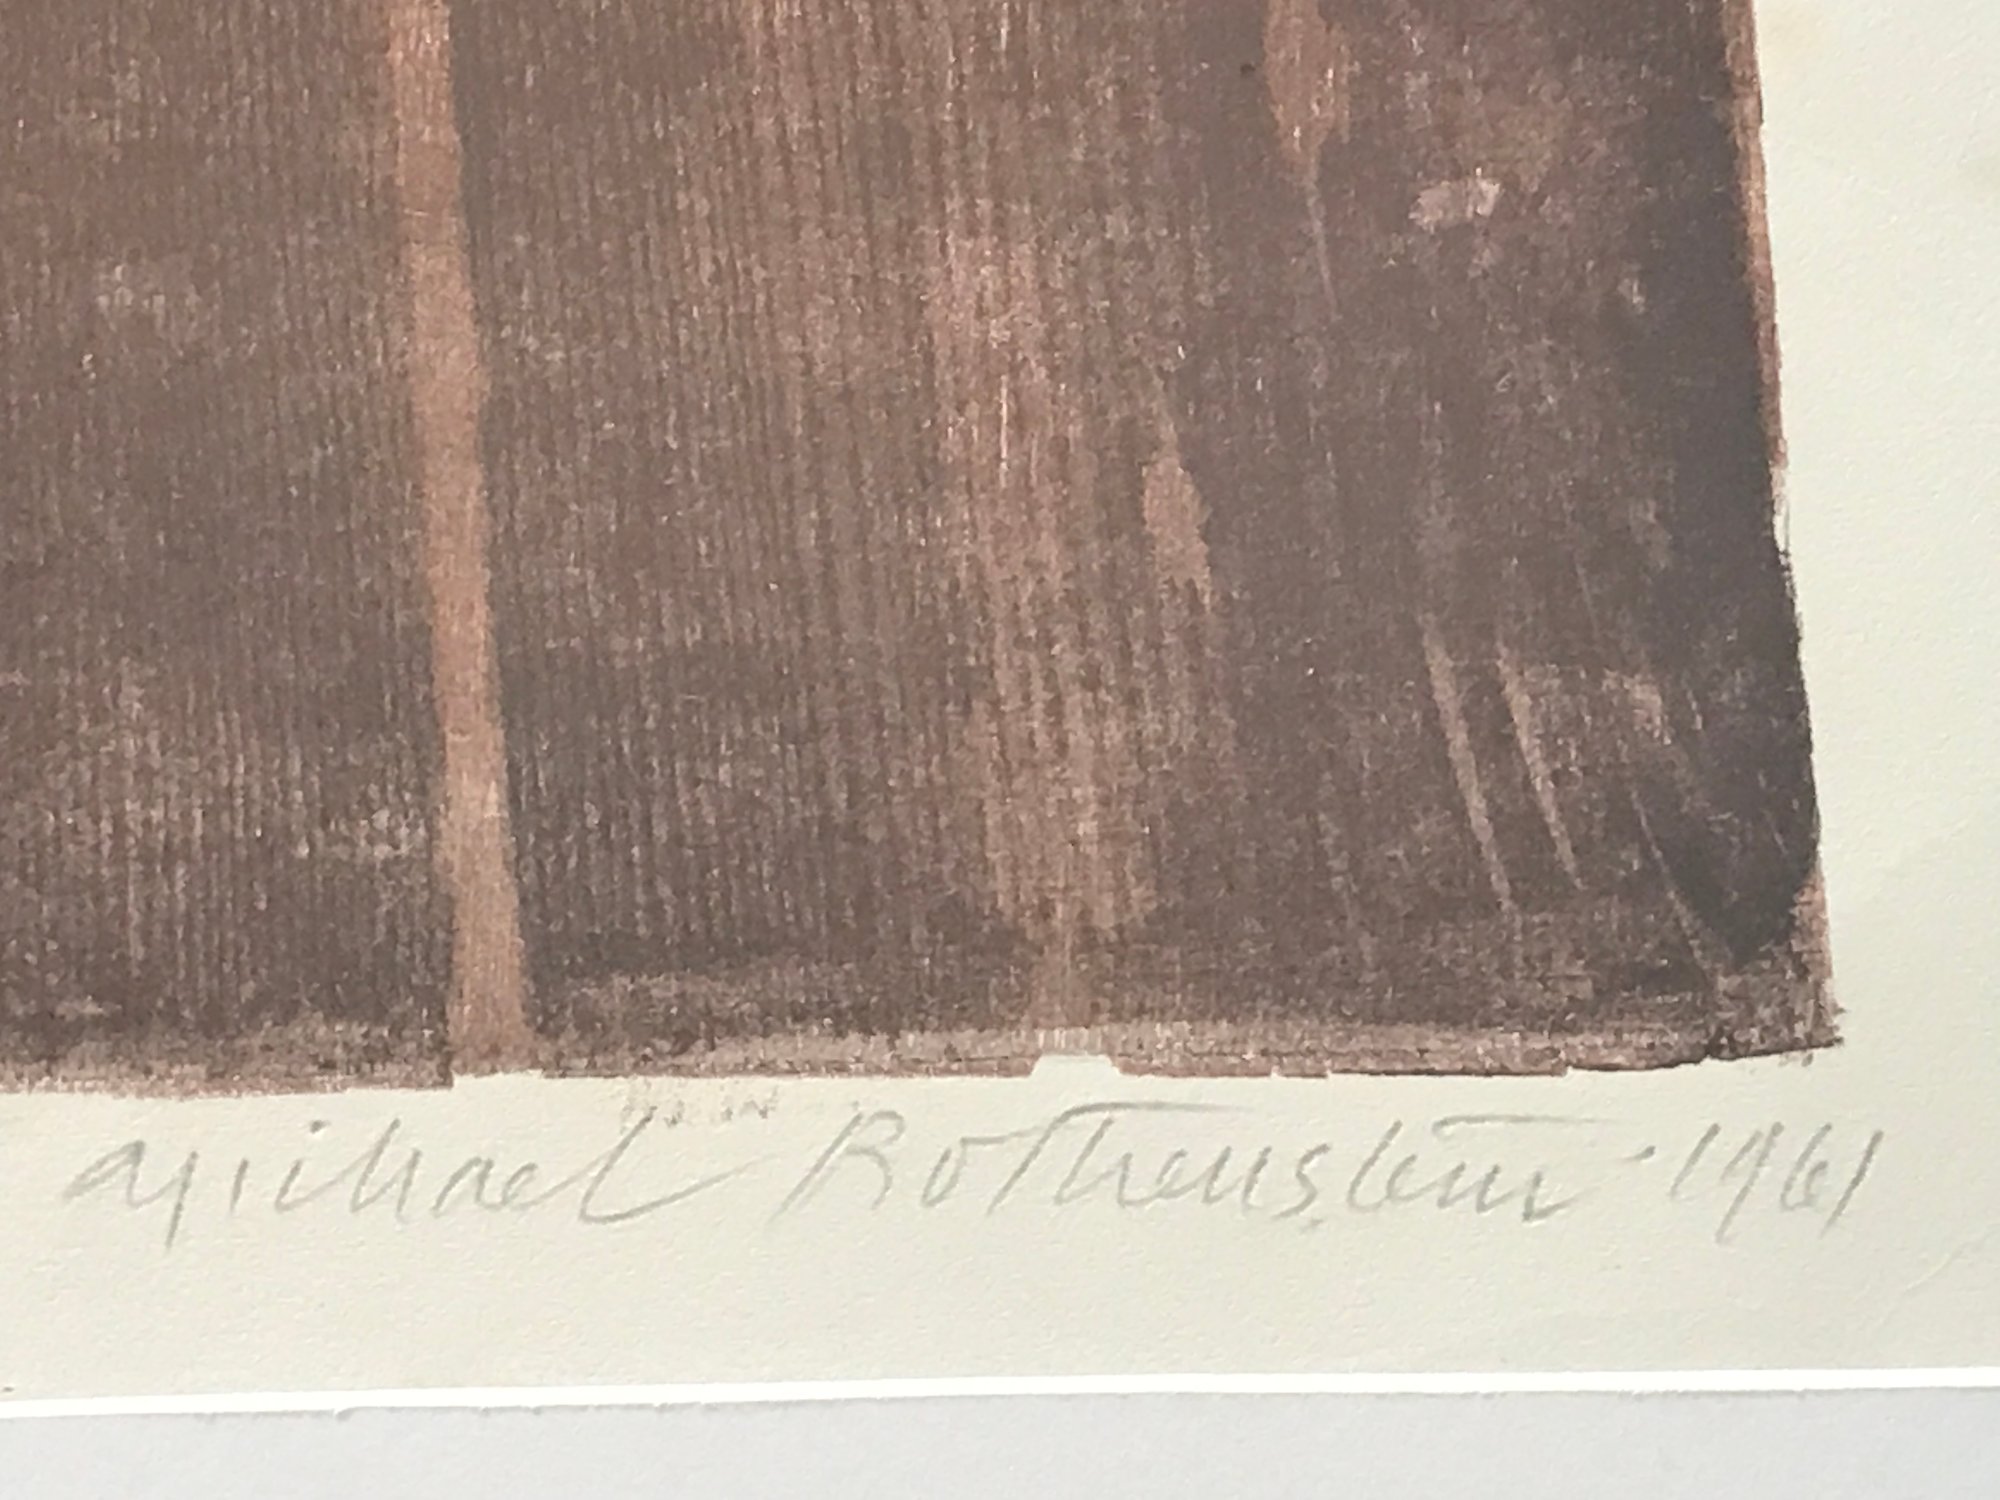 Michael Rothenstein · 1961